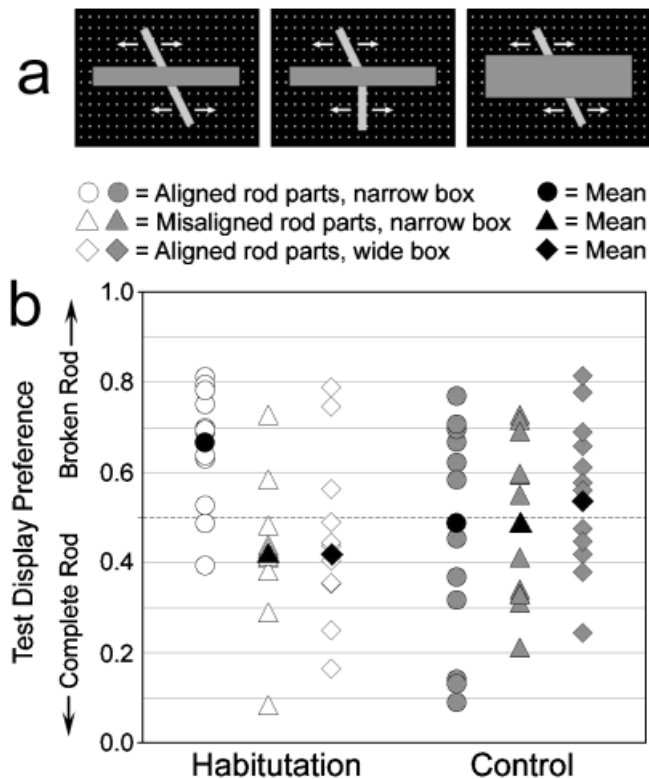 a
= Aligned rod parts, narrow box = Mean
= Misaligned rod parts, narrow box = Mean
= Aligned rod parts, wide box = Mean
b
Test Display Preference
Complete Rod
Broken Rod
1.0
0.8
0.6
0.4
0.2
0.0
Habitutation Control